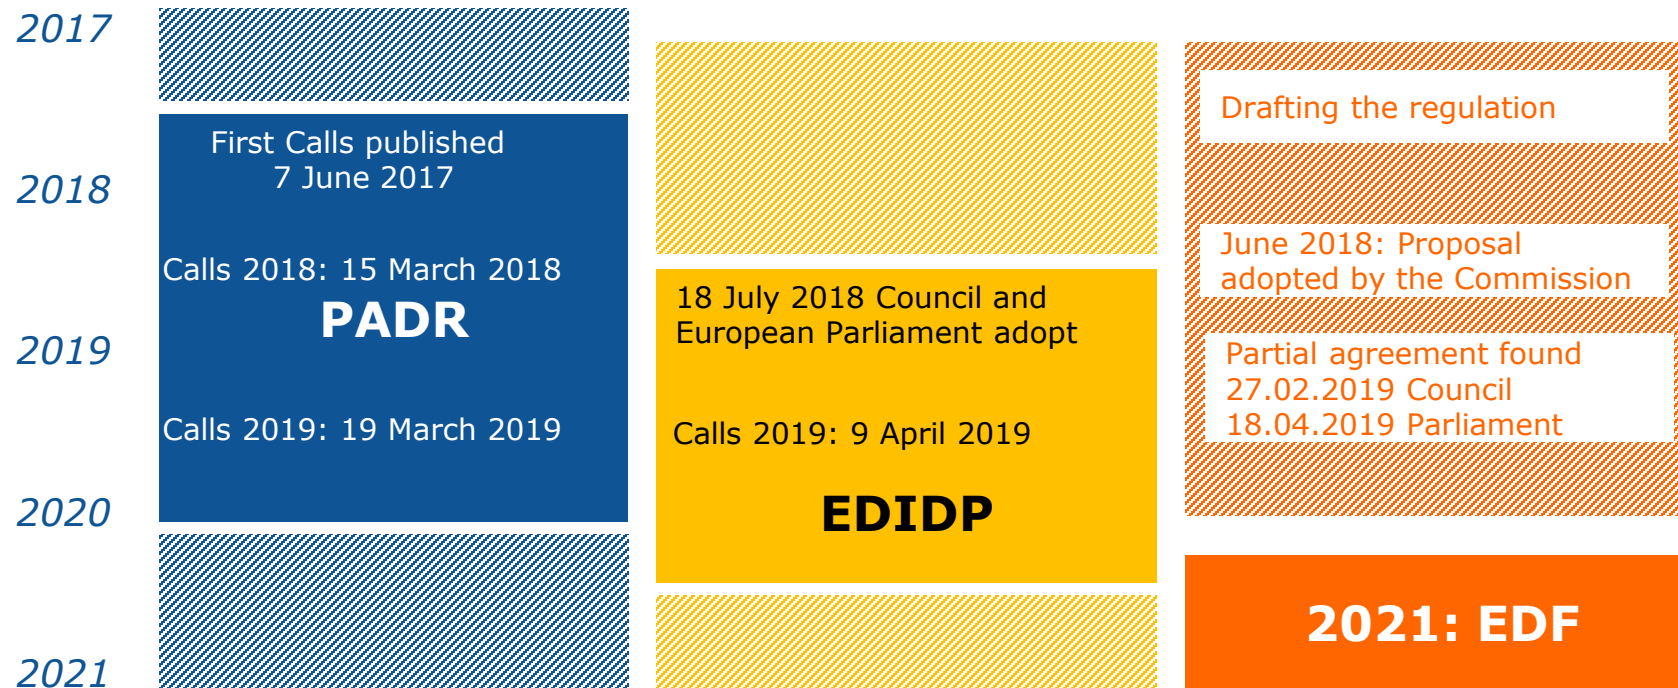 2017
2018
2019
2020
2021
First Calls published
7 June 2017
Calls 2018: 15 March 2018
PADR
Calls 2019: 19 March 2019
18 July 2018 Council and
European Parliament adopt
Calls 2019: 9 April 2019
EDIDP
Drafting the regulation
June 2018: Proposal
adopted by the Commission
Partial agreement found
27.02.2019 Council
18.04.2019 Parliament
2021: EDF